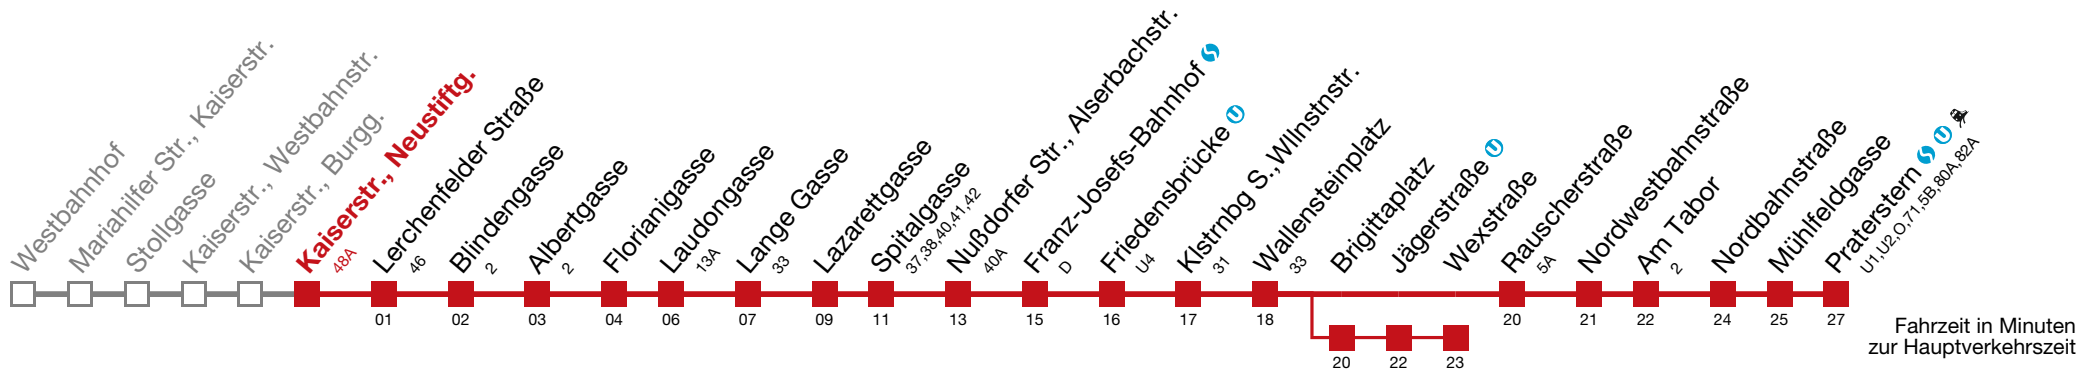 Westbahnhof
Mariahilfer Str., Kaiserstr.
Stollgasse
Kaiserstr., Westbahnstr.
Kaiserstr., Burgg.
Kaiserstr., Neustiftg.
48A
Lerchenfelder Straße
46
Blindengasse
2
Albertgasse
2
Florianigasse
Laudongasse
13A
Lange Gasse
33
Lazarettgasse
Spitalgasse
37,38,40,41,42
Nußdorfer Str., Alserbachstr.
40A
Franz-Josefs-Bahnhof S
D
Friedensbrücke U
U4
Klstrnbg S., Wllnstnstr.
31
Wallensteinplatz
33
Brigittaplatz
Jägerstraße U
Wexstraße
Rauscherstraße
5A
Nordwestbahnstraße
Am Tabor
2
Nordbahnstraße
Mühlfeldgasse
Praterstern S U
U1,U2,O,71,5B,80A,82A
01 02 03 04 06 07 09 11 13 15 16 17 18 20 21 22 24 25 27
20 22 23
Fahrzeit in Minuten
zur Hauptverkehrszeit